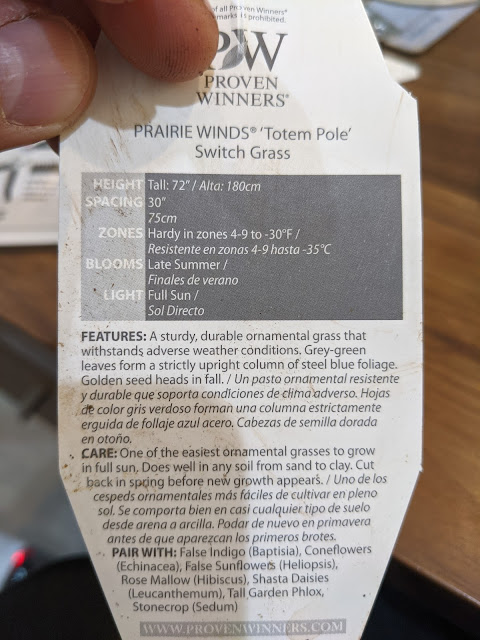 of all Proven Winners®
marks is prohibited.
PW
PROVEN
WINNERS®
PRAIRIE WINDS® 'Totem Pole'
Switch Grass
HEIGHT Tall: 72" / Alta: 180cm
SPACING 30"
75cm
ZONES Hardy in zones 4-9 to -30°F /
Resistente en zonas 4-9 hasta -35°C
BLOOMS Late Summer /
Finales de verano
LIGHT Full Sun /
Sol Directo
FEATURES: A sturdy, durable ornamental grass that
withstands adverse weather conditions. Grey-green
leaves form a strictly upright column of steel blue foliage.
Golden seed heads in fall. / Un pasto ornamental resistente
y durable que soporta condiciones de clima adverso. Hojas
de color gris verdoso forman una columna estrictamente
erguida de follaje azul acero. Cabezas de semilla dorada
en otoño.
CARE: One of the easiest ornamental grasses to grow
in full sun. Does well in any soil from sand to clay. Cut
back in spring before new growth appears. / Uno de los
cespeds ornamentales más fáciles de cultivar en pleno
sol. Se comporta bien en casi cualquier tipo de suelo
desde arena a arcilla. Podar de nuevo en primavera
antes de que aparezcan los primeros brotes.
PAIR WITH: False Indigo (Baptisia), Coneflowers
(Echinacea), False Sunflowers (Heliopsis),
Rose Mallow (Hibiscus), Shasta Daisies
(Leucanthemum), Tall Garden Phlox,
Stonecrop (Sedum)
WWW.PROVENWINNERS.COM